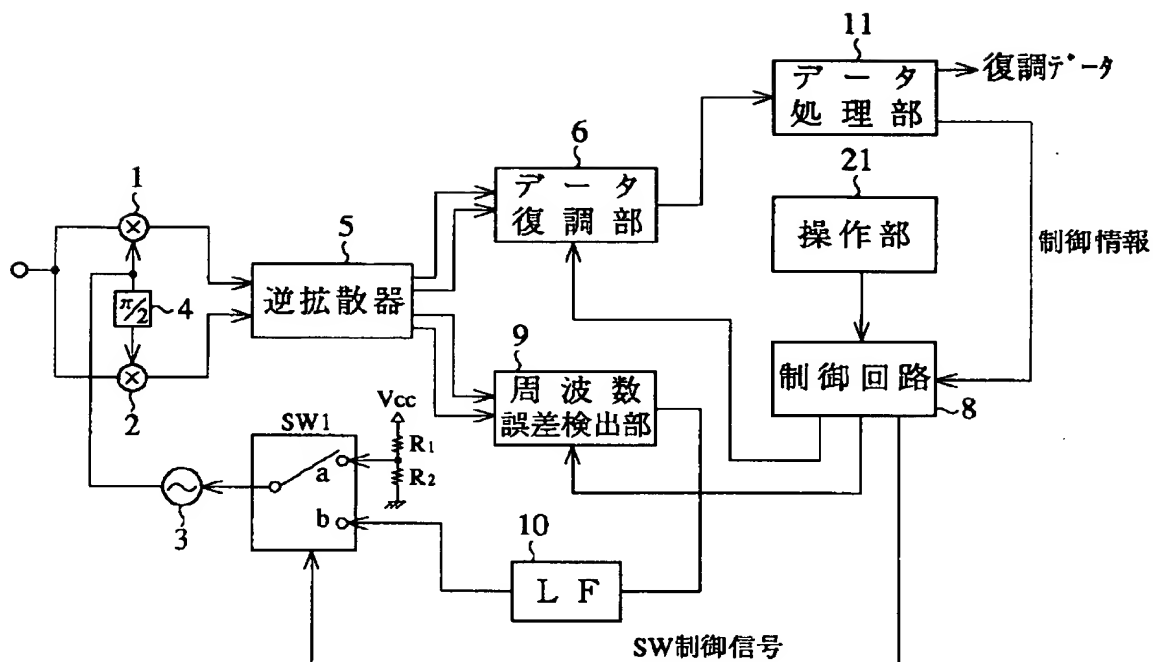 11
データ
処理部
復調データ
6
データ
復調部
21
操作部
制御情報
1
5
逆拡散器
π/2
4
2
9
周波数
誤差検出部
制御回路
8
Vcc
SW1
R1
R2
a
b
3
10
LF
SW制御信号